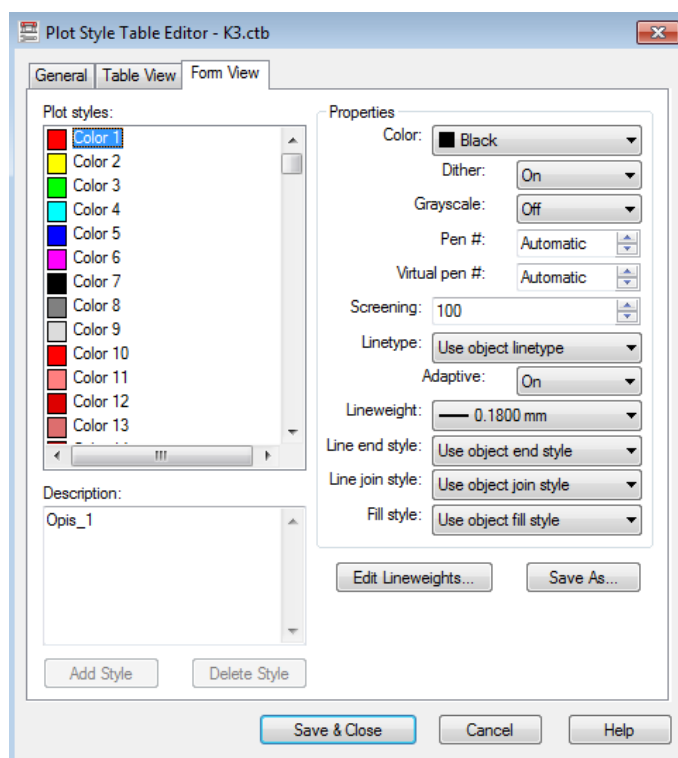 Plot Style Table Editor - K3.ctb
General Table View Form View
Plot styles:
Color 1
Color 2
Color 3
Color 4
Color 5
Color 6
Color 7
Color 8
Color 9
Color 10
Color 11
Color 12
Color 13
Description:
Opis_1
Add Style Delete Style
Properties
Color: Black
Dither: On
Grayscale: Off
Pen #: Automatic
Virtual pen #: Automatic
Screening: 100
Linetype: Use object linetype
Adaptive: On
Lineweight: 0.1800 mm
Line end style: Use object end style
Line join style: Use object join style
Fill style: Use object fill style
Edit Lineweights... Save As...
Save & Close Cancel Help